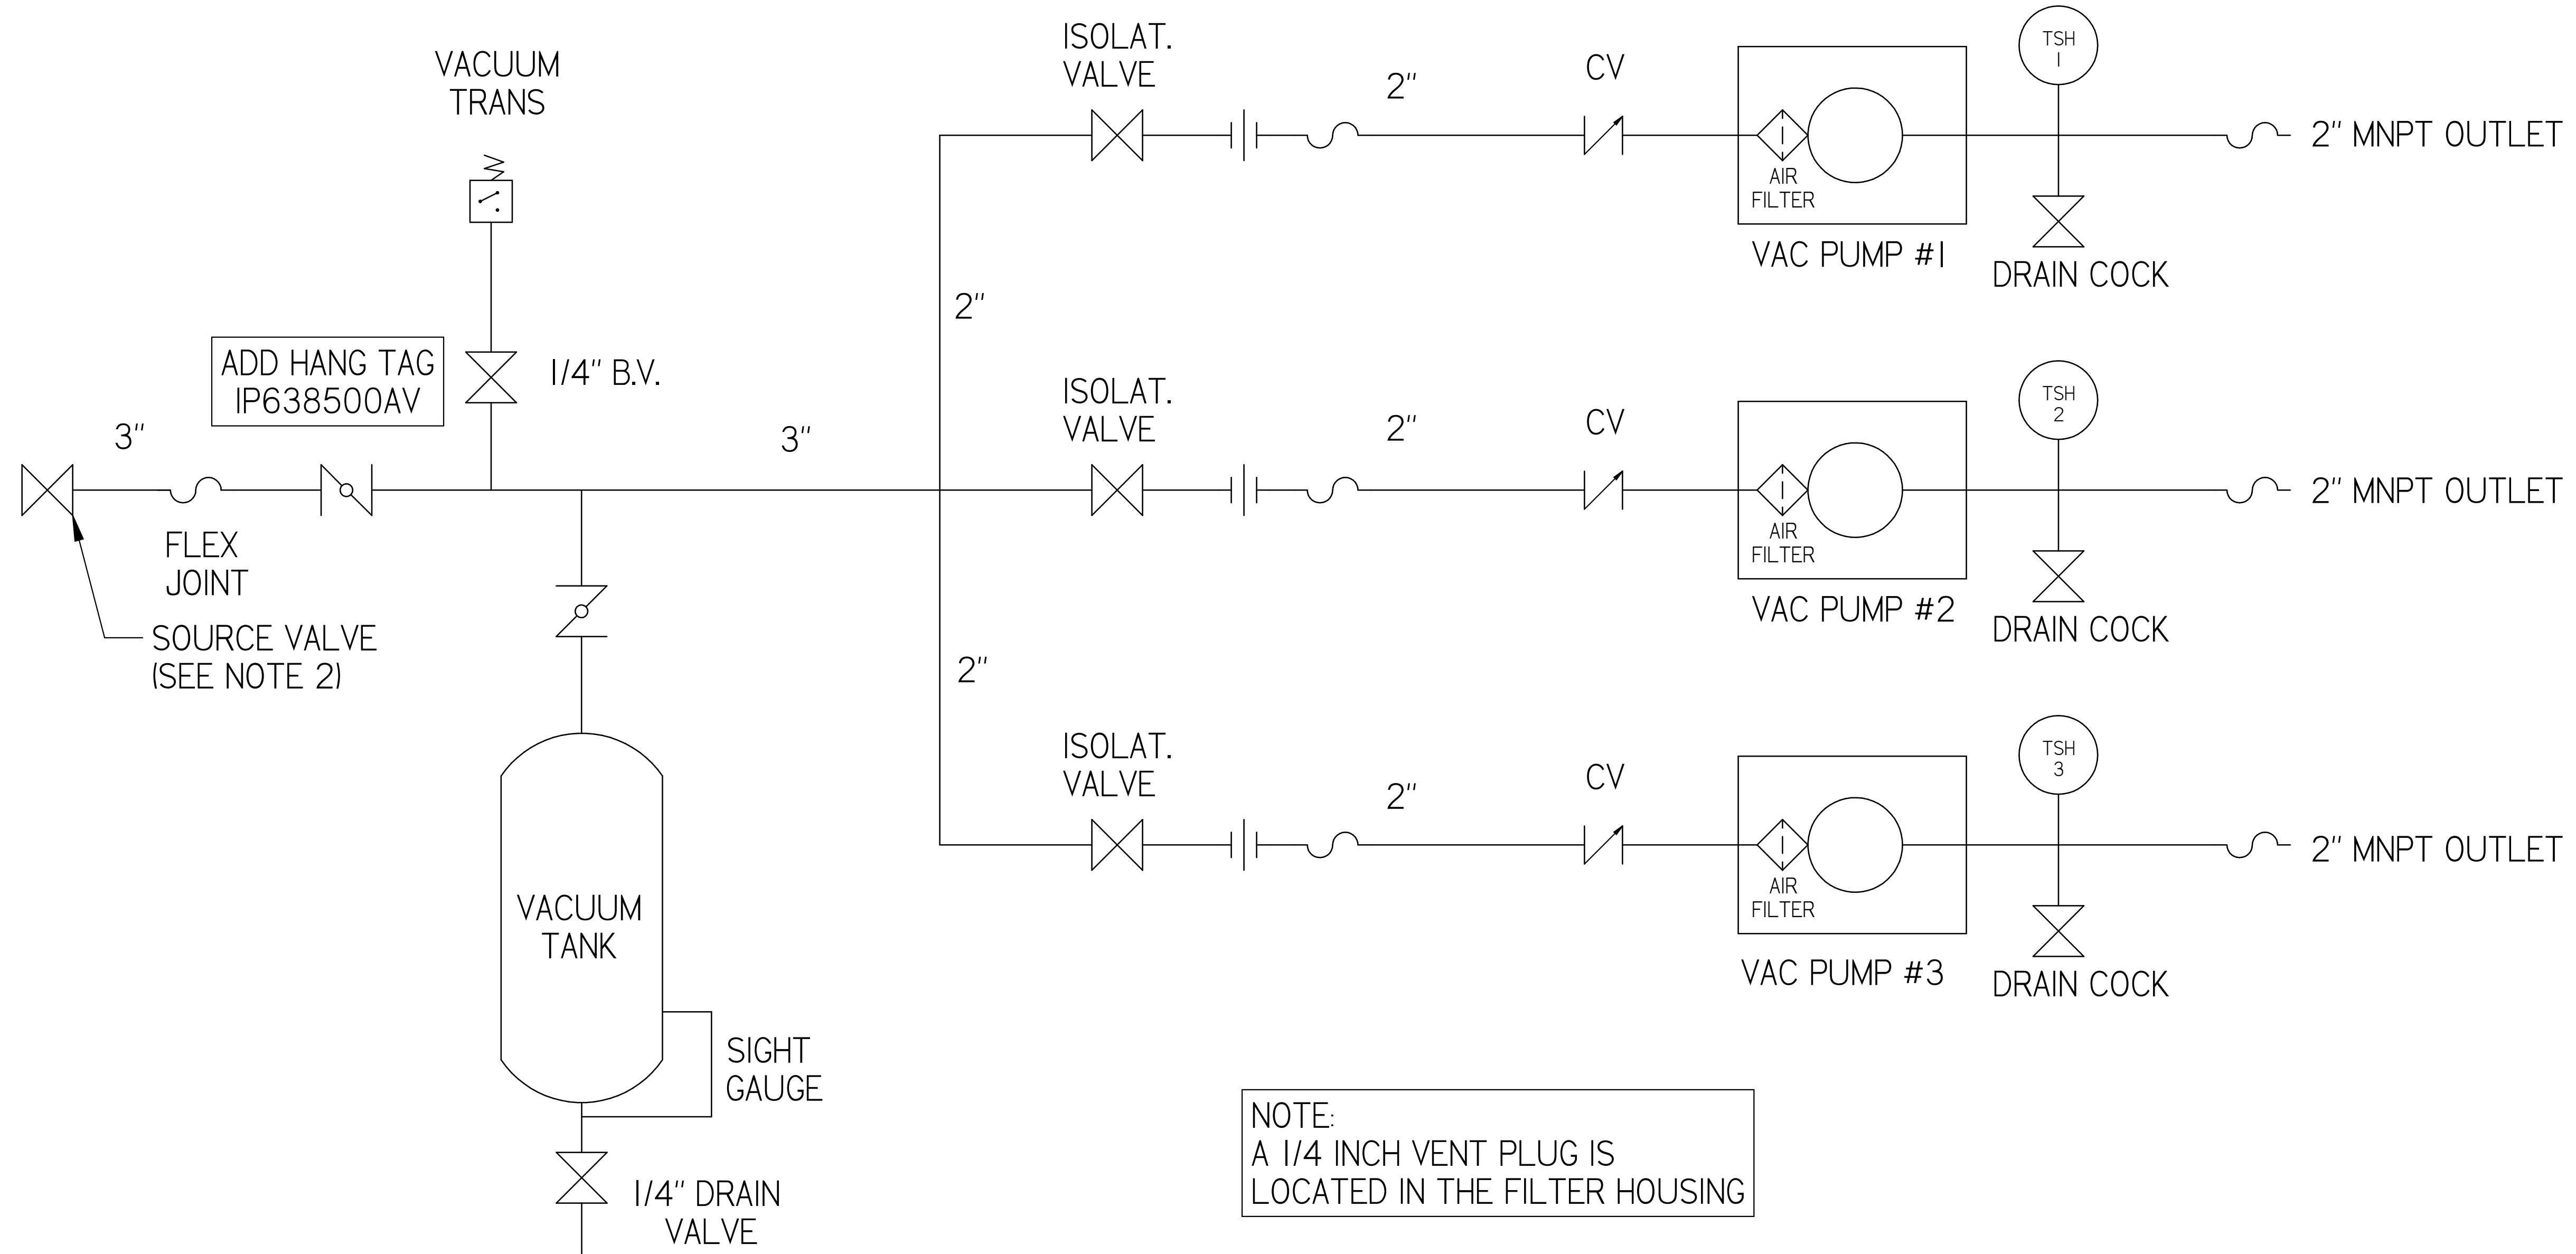 VACUUM
TRANS
ADD HANG TAG
IP638500AV
1/4" B.V.
3"
FLEX
JOINT
SOURCE VALVE
(SEE NOTE 2)
3"
2"
2"
VACUUM
TANK
SIGHT
GAUGE
1/4" DRAIN
VALVE
ISOLAT.
VALVE
2"
CV
AIR
FILTER
VAC PUMP #1
TSH
1
DRAIN COCK
2" MNPT OUTLET
ISOLAT.
VALVE
2"
CV
AIR
FILTER
VAC PUMP #2
TSH
2
DRAIN COCK
2" MNPT OUTLET
ISOLAT.
VALVE
2"
CV
AIR
FILTER
VAC PUMP #3
TSH
3
DRAIN COCK
2" MNPT OUTLET
NOTE:
A 1/4 INCH VENT PLUG IS
LOCATED IN THE FILTER HOUSING